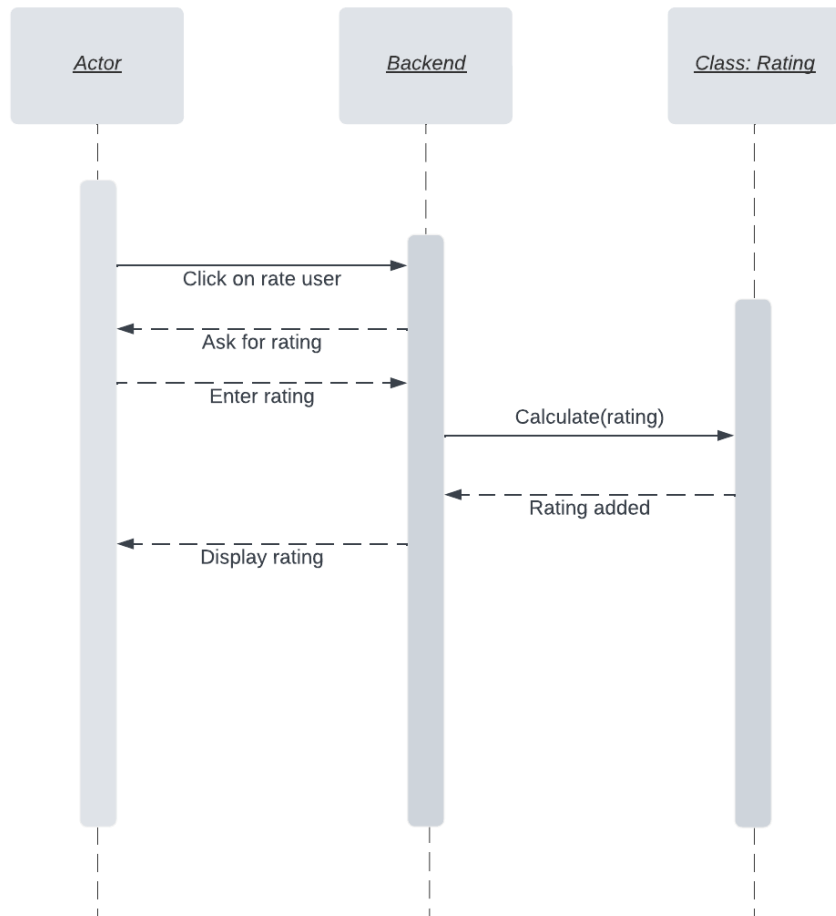 Actor
Backend
Class: Rating
Click on rate user
Ask for rating
Enter rating
Calculate(rating)
Rating added
Display rating